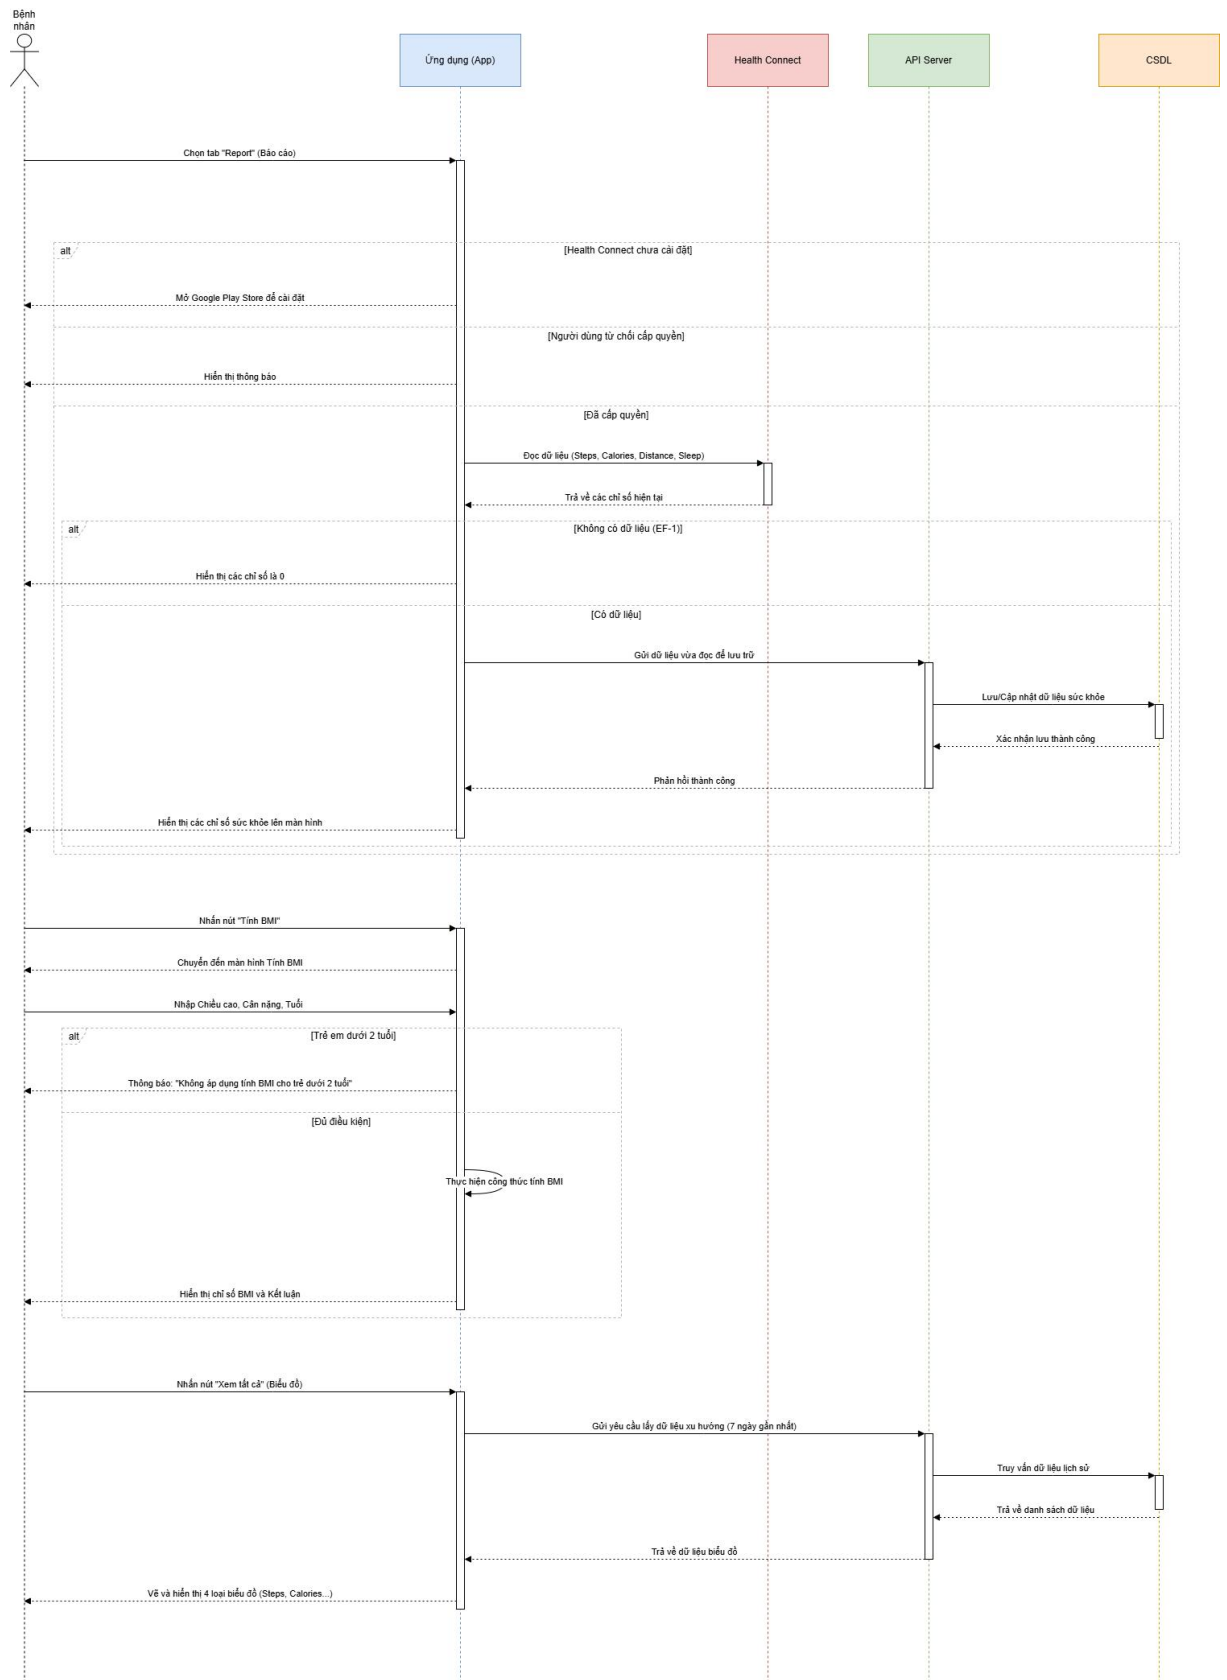 Bệnh
nhân
Ứng dụng (App)
Health Connect
API Server
CSDL
Chọn tab "Report" (Báo cáo)
alt
[Health Connect chưa cài đặt]
Mở Google Play Store để cài đặt
[Người dùng từ chối cấp quyền]
Hiển thị thông báo
[Đã cấp quyền]
Đọc dữ liệu (Steps, Calories, Distance, Sleep)
Trả về các chỉ số hiện tại
alt
[Không có dữ liệu (EF-1)]
Hiển thị các chỉ số là 0
[Có dữ liệu]
Gửi dữ liệu vừa đọc để lưu trữ
Lưu/Cập nhật dữ liệu sức khỏe
Xác nhận lưu thành công
Phản hồi thành công
Hiển thị các chỉ số sức khỏe lên màn hình
Nhấn nút "Tính BMI"
Chuyển đến màn hình Tính BMI
Nhập Chiều cao, Cân nặng, Tuổi
alt
[Trẻ em dưới 2 tuổi]
Thông báo: "Không áp dụng tính BMI cho trẻ dưới 2 tuổi"
[Đủ điều kiện]
Thực hiện công thức tính BMI
Hiển thị chỉ số BMI và Kết luận
Nhấn nút "Xem tất cả" (Biểu đồ)
Gửi yêu cầu lấy dữ liệu xu hướng (7 ngày gần nhất)
Truy vấn dữ liệu lịch sử
Trả về danh sách dữ liệu
Trả về dữ liệu biểu đồ
Vẽ và hiển thị 4 loại biểu đồ (Steps, Calories...)